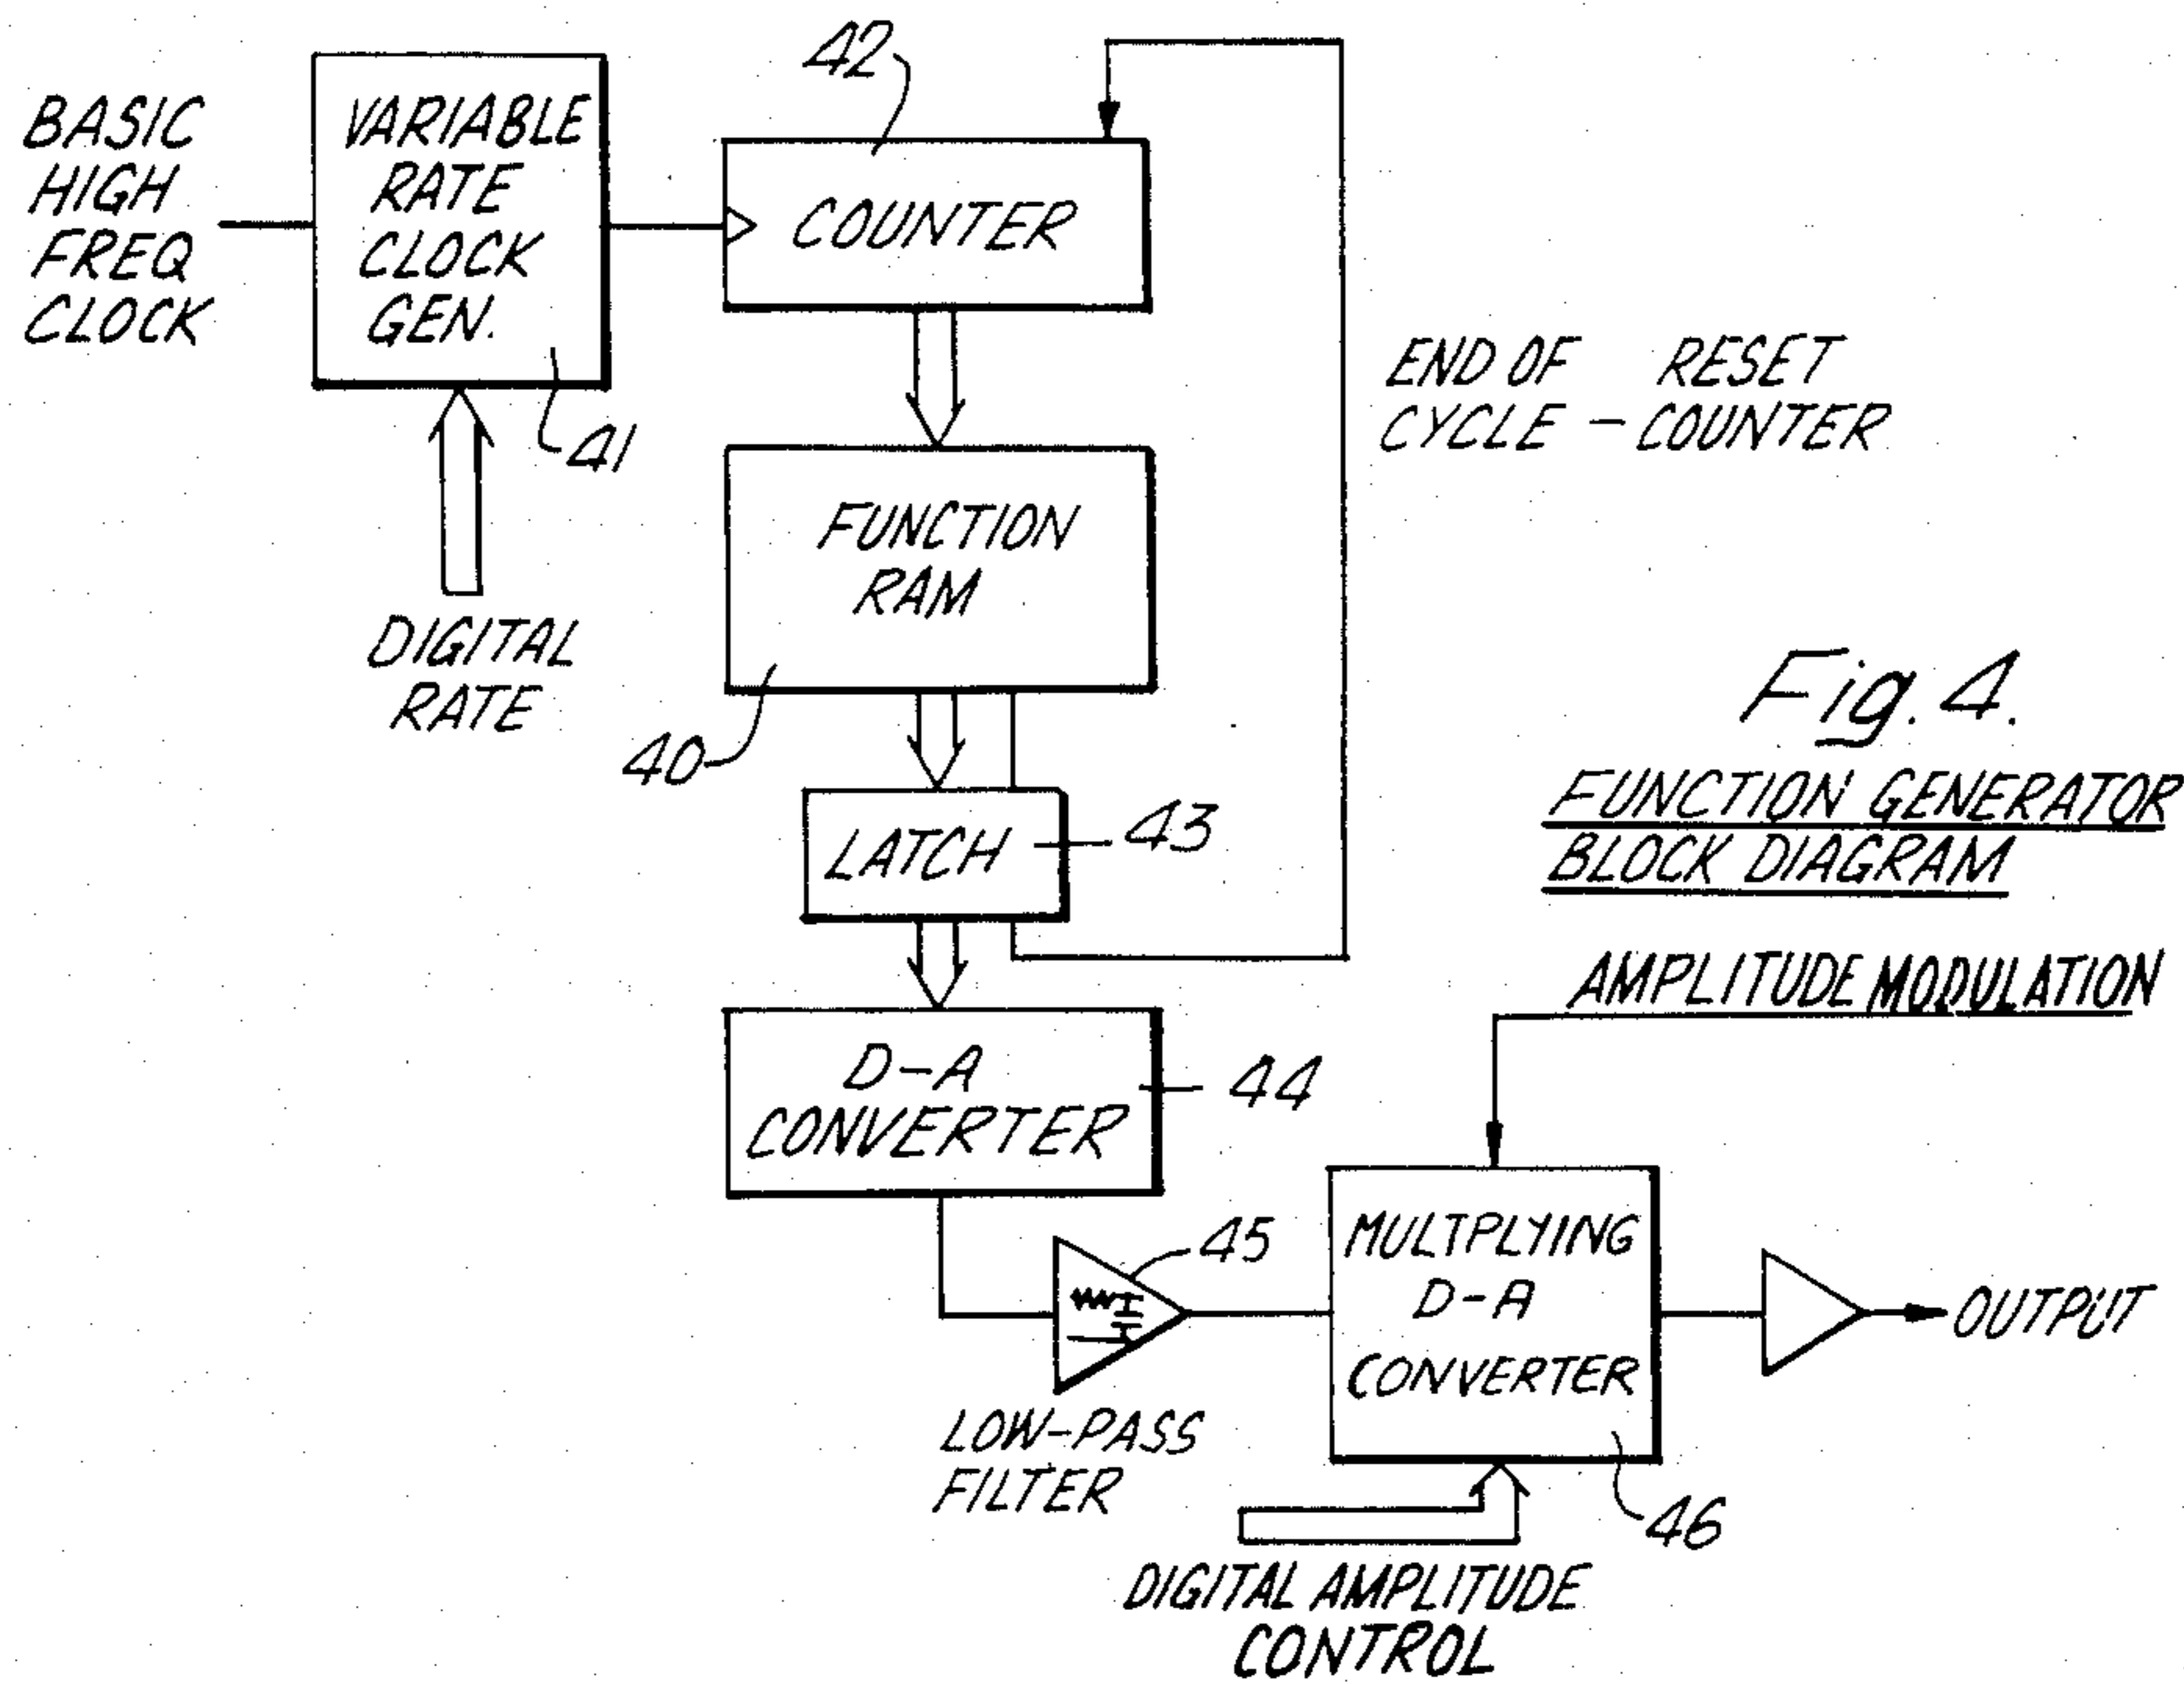 BASIC
HIGH
FREQ
CLOCK
VARIABLE
RATE
CLOCK
GEN.
41
DIGITAL
RATE
42
COUNTER
END OF - RESET
CYCLE - COUNTER
FUNCTION
RAM
40
LATCH
43
D-A
CONVERTER
44
45
LOW-PASS
FILTER
Fig. 4.
FUNCTION GENERATOR
BLOCK DIAGRAM
AMPLITUDE MODULATION
MULTPLYING
D-A
CONVERTER
46
OUTPUT
DIGITAL AMPLITUDE
CONTROL